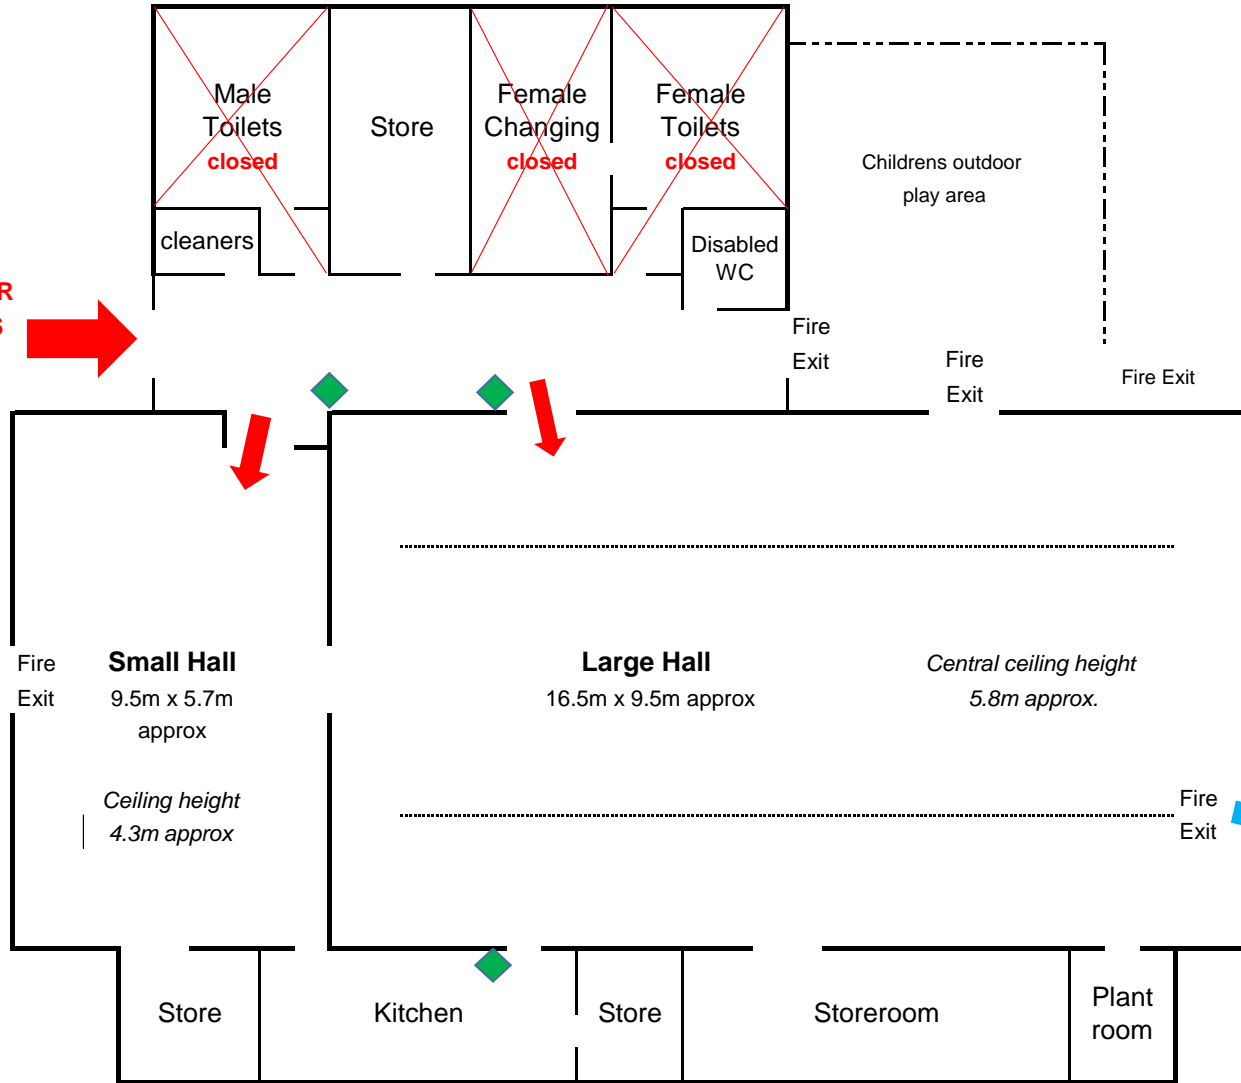 Male
Toilets
closed
Store
Female
Changing
closed
Female
Toilets
closed
Childrens outdoor
play area
cleaners
Disabled
WC
R
S
Fire
Exit
Fire
Exit
Fire Exit
Fire
Exit
Small Hall
9.5m x 5.7m
approx
Ceiling height
4.3m approx
Large Hall
16.5m x 9.5m approx
Central ceiling height
5.8m approx.
Fire
Exit
Store
Kitchen
Store
Storeroom
Plant
room